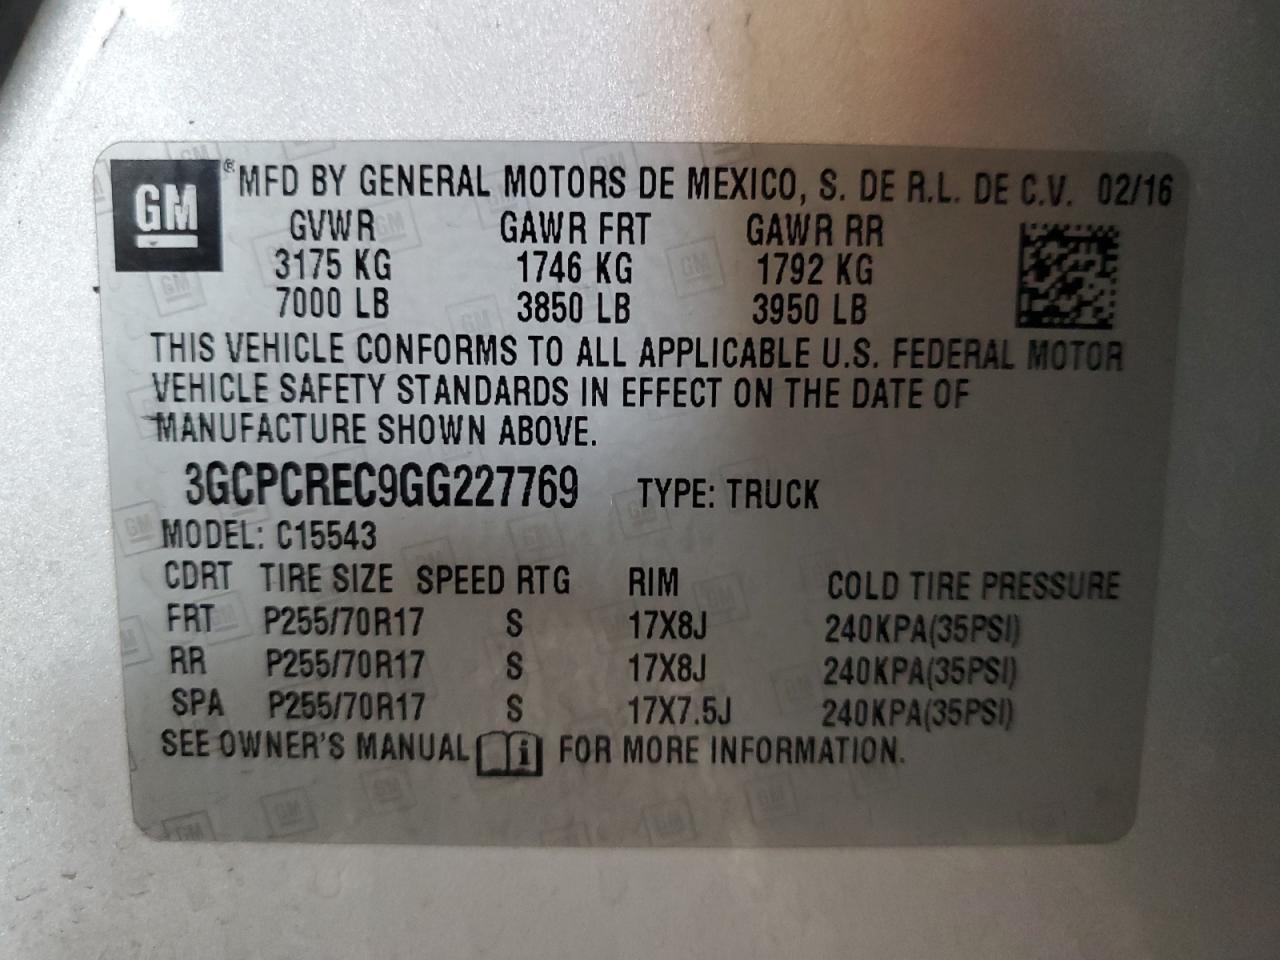 GM ® MFD BY GENERAL MOTORS DE MEXICO, S. DE R.L. DE C.V. 02/16
GVWR GAWR FRT GAWR RR
3175 KG 1746 KG 1792 KG
7000 LB 3850 LB 3950 LB
THIS VEHICLE CONFORMS TO ALL APPLICABLE U.S. FEDERAL MOTOR
VEHICLE SAFETY STANDARDS IN EFFECT ON THE DATE OF
MANUFACTURE SHOWN ABOVE.
3GCPCREC9GG227769 TYPE: TRUCK
MODEL: C15543
CDRT TIRE SIZE SPEED RTG RIM COLD TIRE PRESSURE
FRT P255/70R17 S 17X8J 240KPA(35PSI)
RR P255/70R17 S 17X8J 240KPA(35PSI)
SPA P255/70R17 S 17X7.5J 240KPA(35PSI)
SEE OWNER'S MANUAL i FOR MORE INFORMATION.